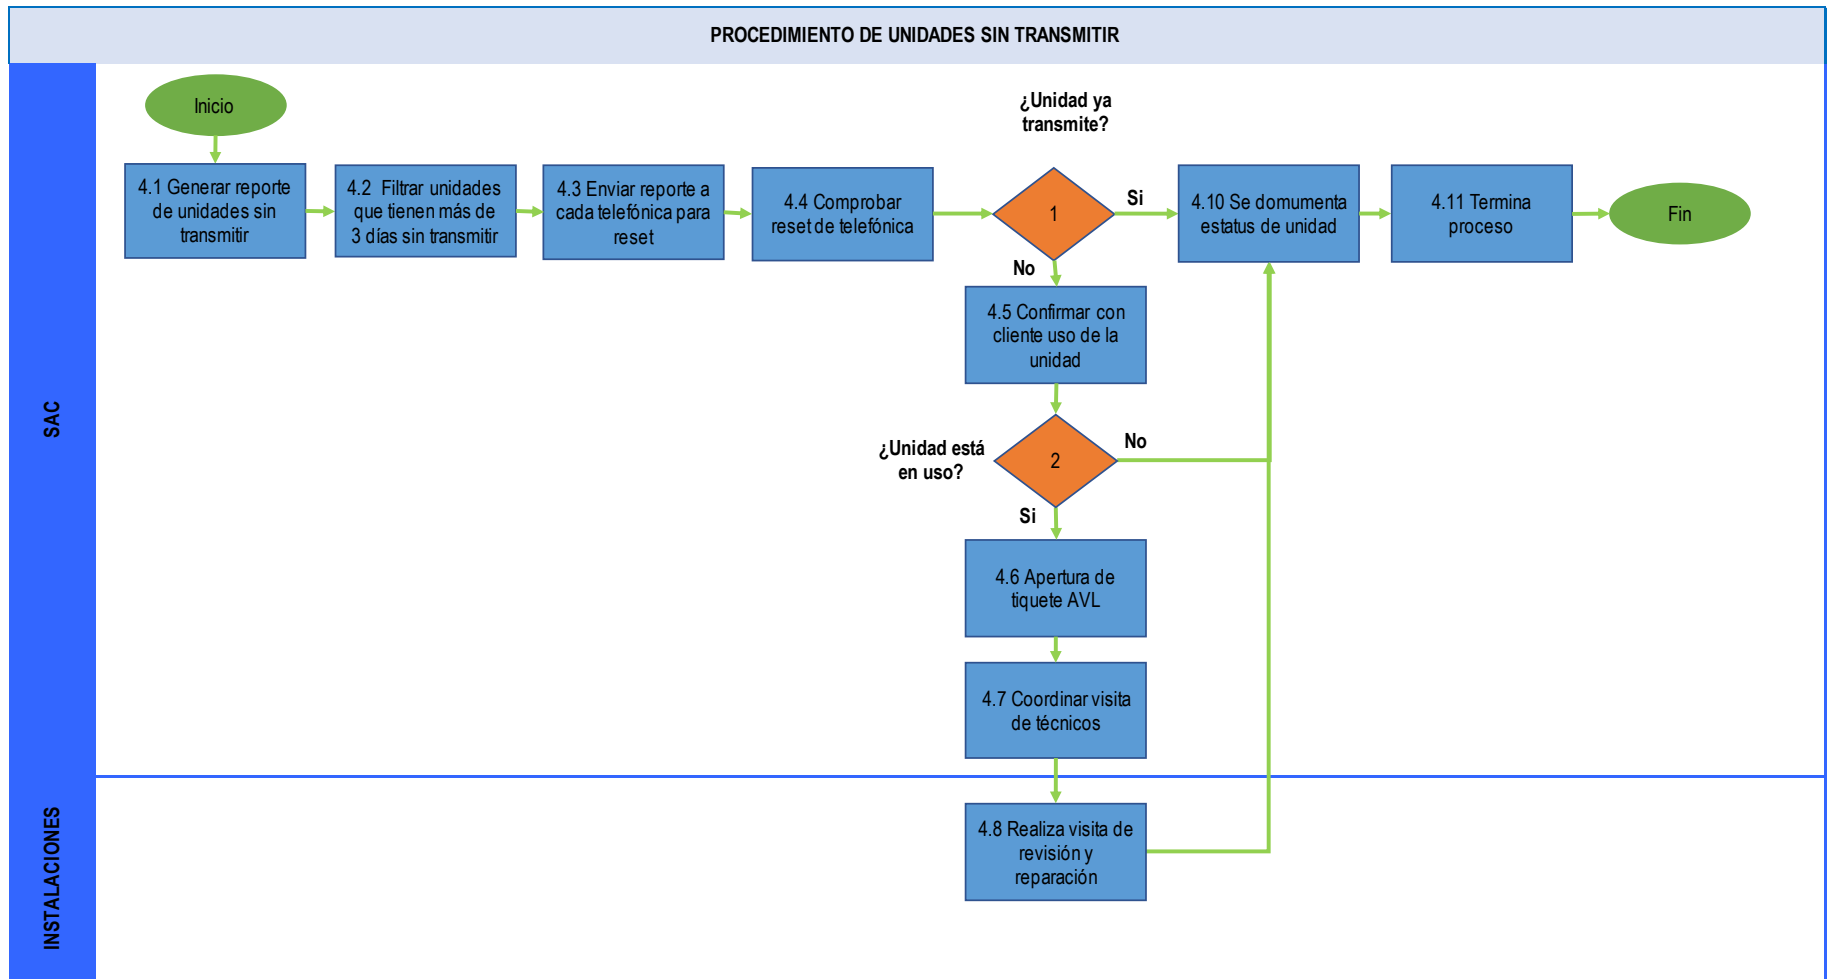 PROCEDIMIENTO DE UNIDADES SIN TRANSMITIR
SAC
Inicio
4.1 Generar reporte
de unidades sin
transmitir
4.2 Filtrar unidades
que tienen más de
3 días sin transmitir
4.3 Enviar reporte a
cada telefónica para
reset
4.4 Comprobar
reset de telefónica
¿Unidad ya
transmite?
1
Si
No
4.10 Se domumenta
estatus de unidad
4.11 Termina
proceso
Fin
4.5 Confirmar con
cliente uso de la
unidad
¿Unidad está
en uso?
2
No
Si
4.6 Apertura de
tiquete AVL
4.7 Coordinar visita
de técnicos
INSTALACIONES
4.8 Realiza visita de
revisión y
reparación